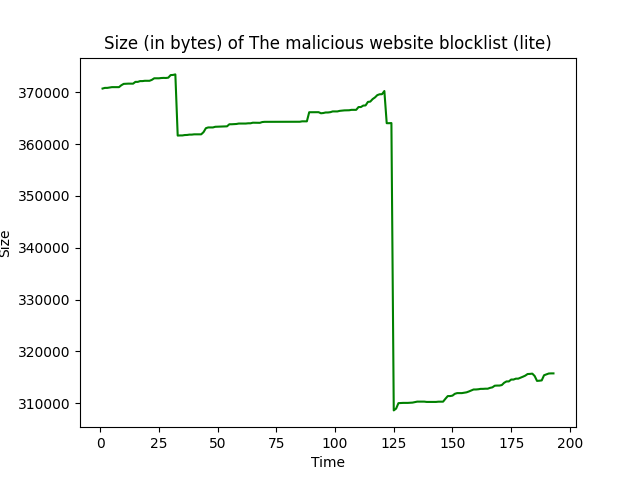 Size (in bytes) of The malicious website blocklist (lite)
370000
360000
350000
340000
330000
320000
310000
Size
0 25 50 75 100 125 150 175 200
Time